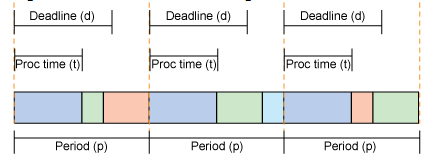 Deadline (d) Deadline (d) Deadline (d)
Proc time (t) Proc time (t) Proc time (t)
Period (p) Period (p) Period (p)